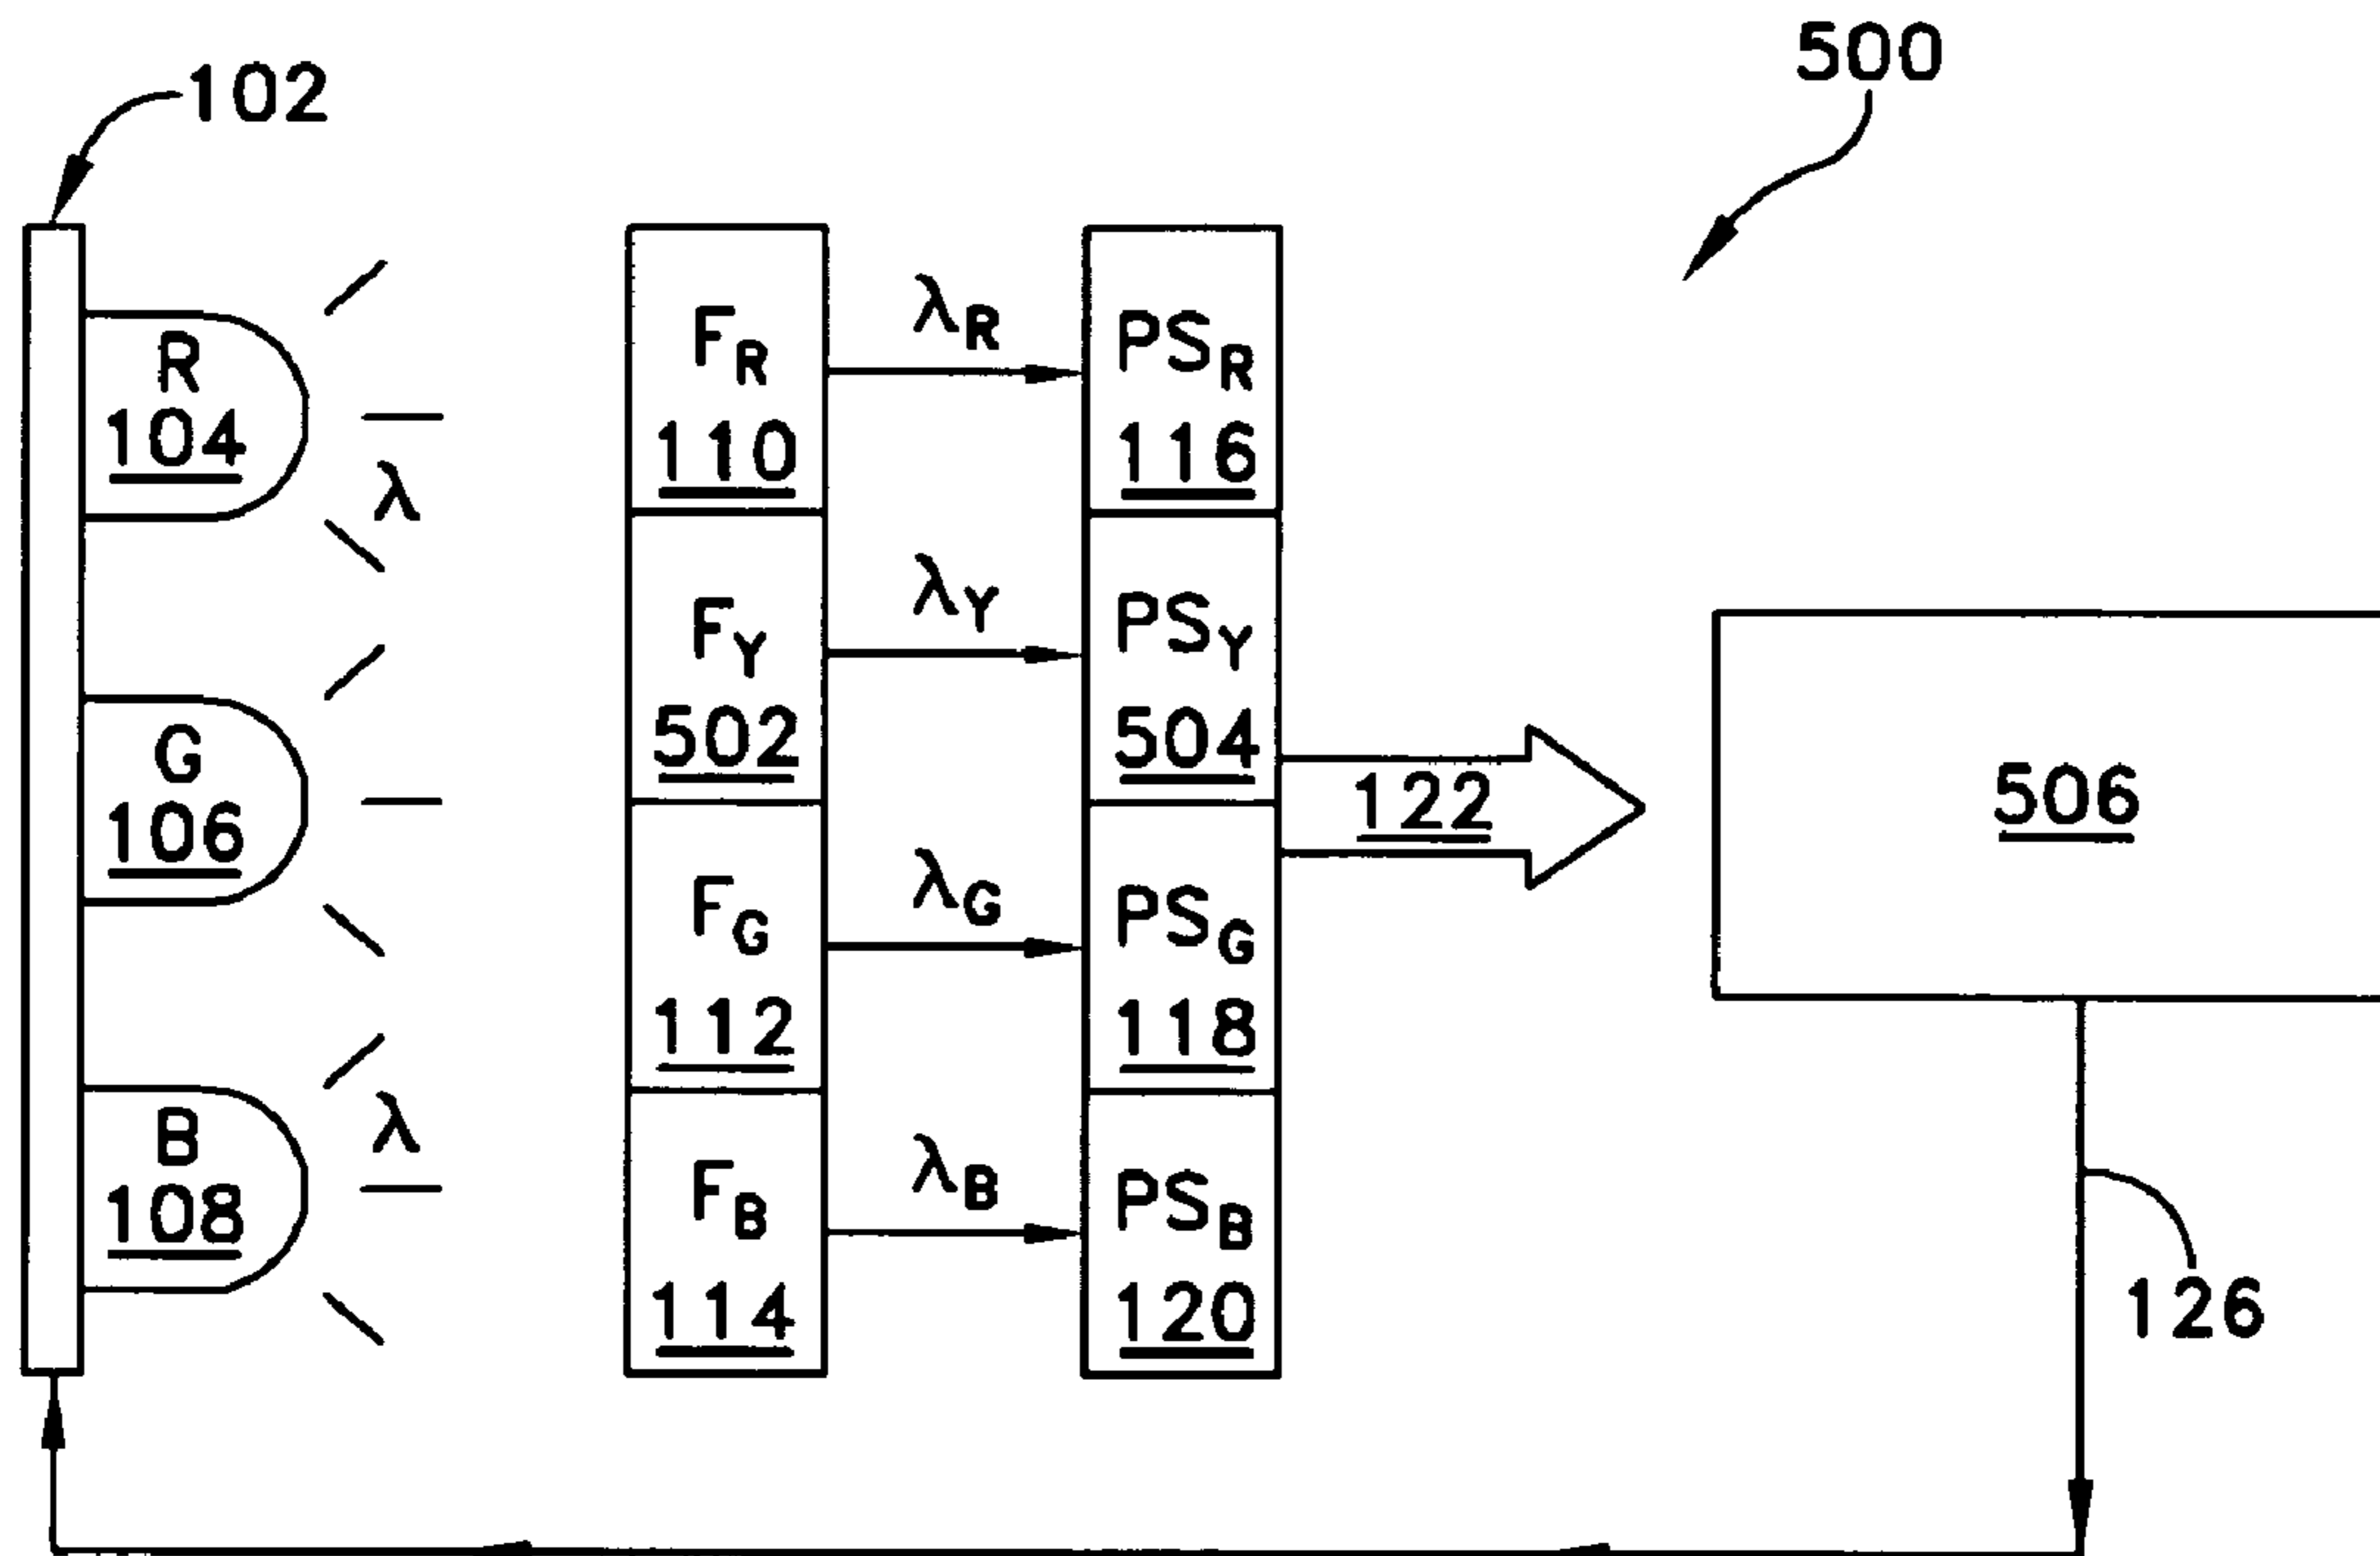 102
500
R
104
λ
G
106
B
108
λ
F_R
110
F_Y
502
F_G
112
F_B
114
λ_R
λ_Y
λ_G
λ_B
PS_R
116
PS_Y
504
PS_G
118
PS_B
120
122
506
126